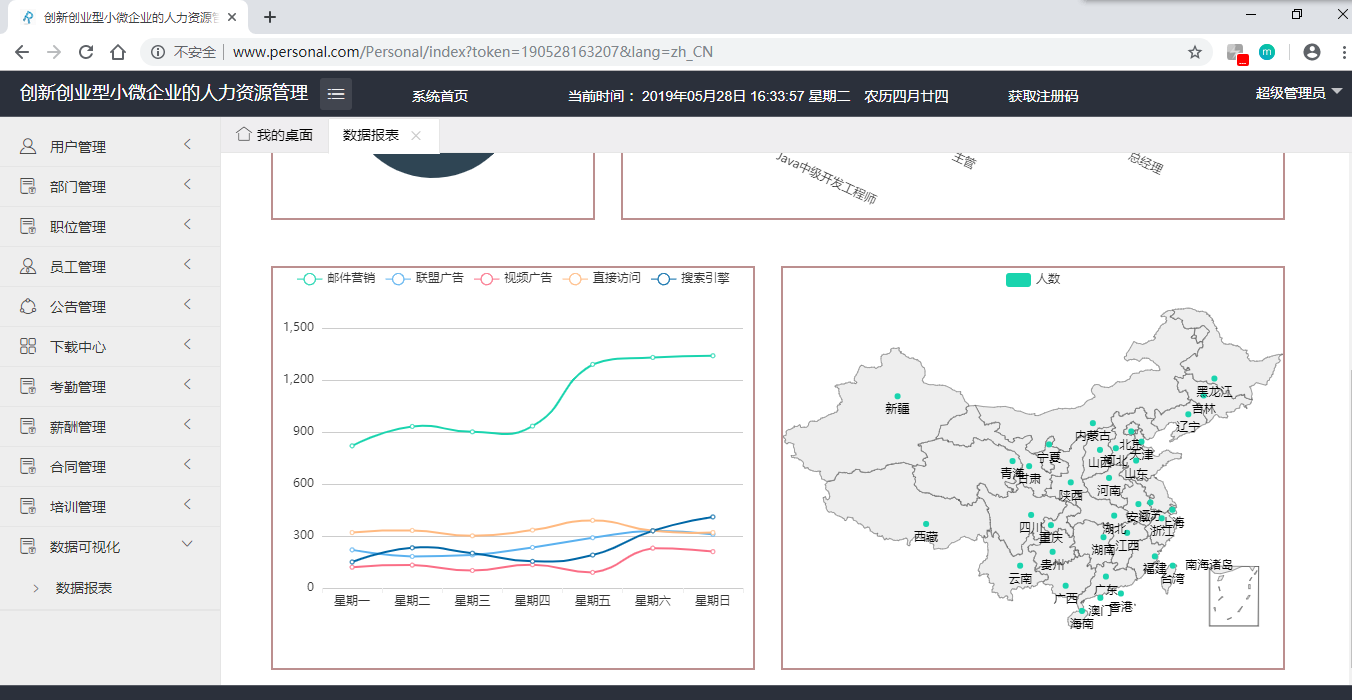 创新创业型小微企业的人力资源管
不安全 www.personal.com/Personal/index?token=190528163207&lang=zh_CN
创新创业型小微企业的人力资源管理
系统首页
当前时间： 2019年05月28日 16:33:57 星期二 农历四月廿四
获取注册码
超级管理员
用户管理
部门管理
职位管理
员工管理
公告管理
下载中心
考勤管理
薪酬管理
合同管理
培训管理
数据可视化
数据报表
我的桌面
数据报表
Java中级开发工程师
主管
总经理
邮件营销 联盟广告 视频广告 直接访问 搜索引擎
1,500
1,200
900
600
300
0
星期一 星期二 星期三 星期四 星期五 星期六 星期日
人数
黑龙江
新疆
吉林
辽宁
内蒙古
北京
天津
宁夏
山西
河北
青海
甘肃
山东
陕西
河南
四川
重庆
湖北
安徽
江苏
上海
浙江
西藏
湖南
江西
贵州
福建
南海诸岛
云南
台湾
广西
广东
澳门
香港
海南